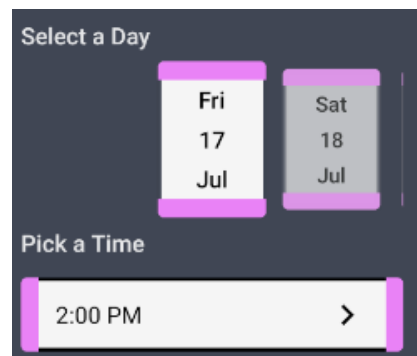 Select a Day
Fri
17
Jul
Sat
18
Jul
Pick a Time
2:00 PM